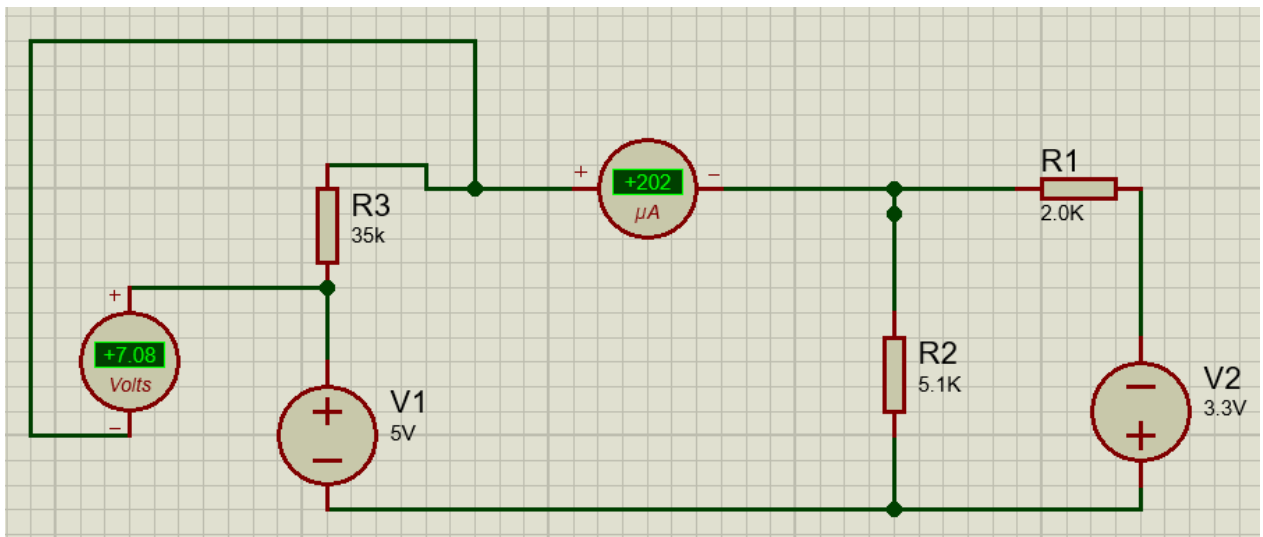 R1
2.0K
+ +202 −
µA
R3
35k
+
+7.08
Volts
−
R2
5.1K
V1
5V
+
−
V2
3.3V
−
+